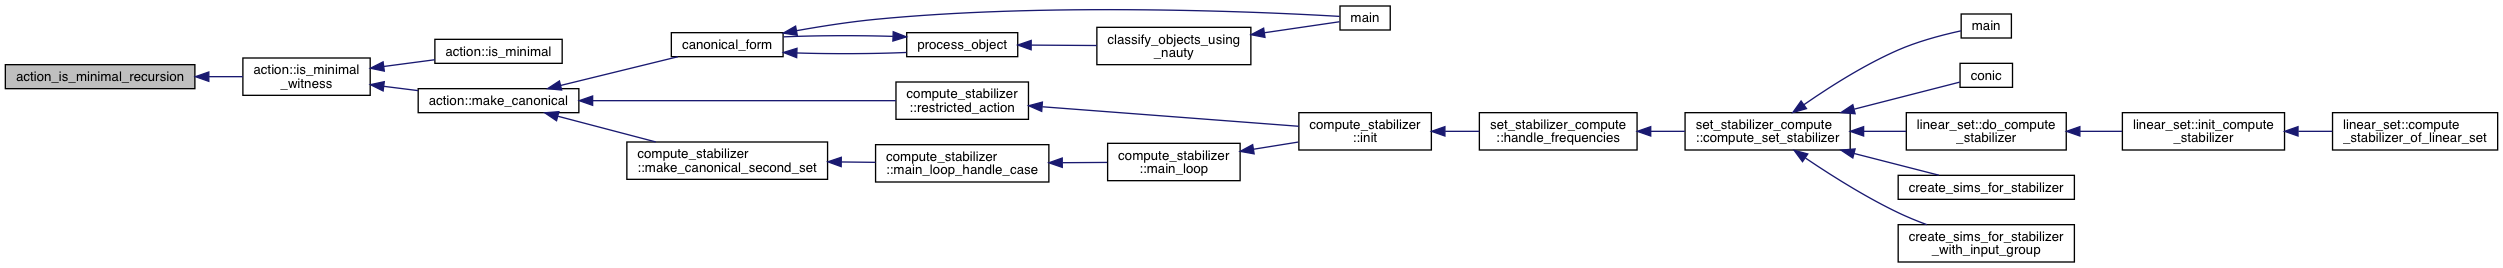 action_is_minimal_recursion
action::is_minimal
_witness
action::is_minimal
action::make_canonical
canonical_form
process_object
classify_objects_using
_nauty
main
compute_stabilizer
::restricted_action
compute_stabilizer
::make_canonical_second_set
compute_stabilizer
::main_loop_handle_case
compute_stabilizer
::main_loop
compute_stabilizer
::init
set_stabilizer_compute
::handle_frequencies
set_stabilizer_compute
::compute_set_stabilizer
main
conic
linear_set::do_compute
_stabilizer
linear_set::init_compute
_stabilizer
linear_set::compute
_stabilizer_of_linear_set
create_sims_for_stabilizer
create_sims_for_stabilizer
_with_input_group